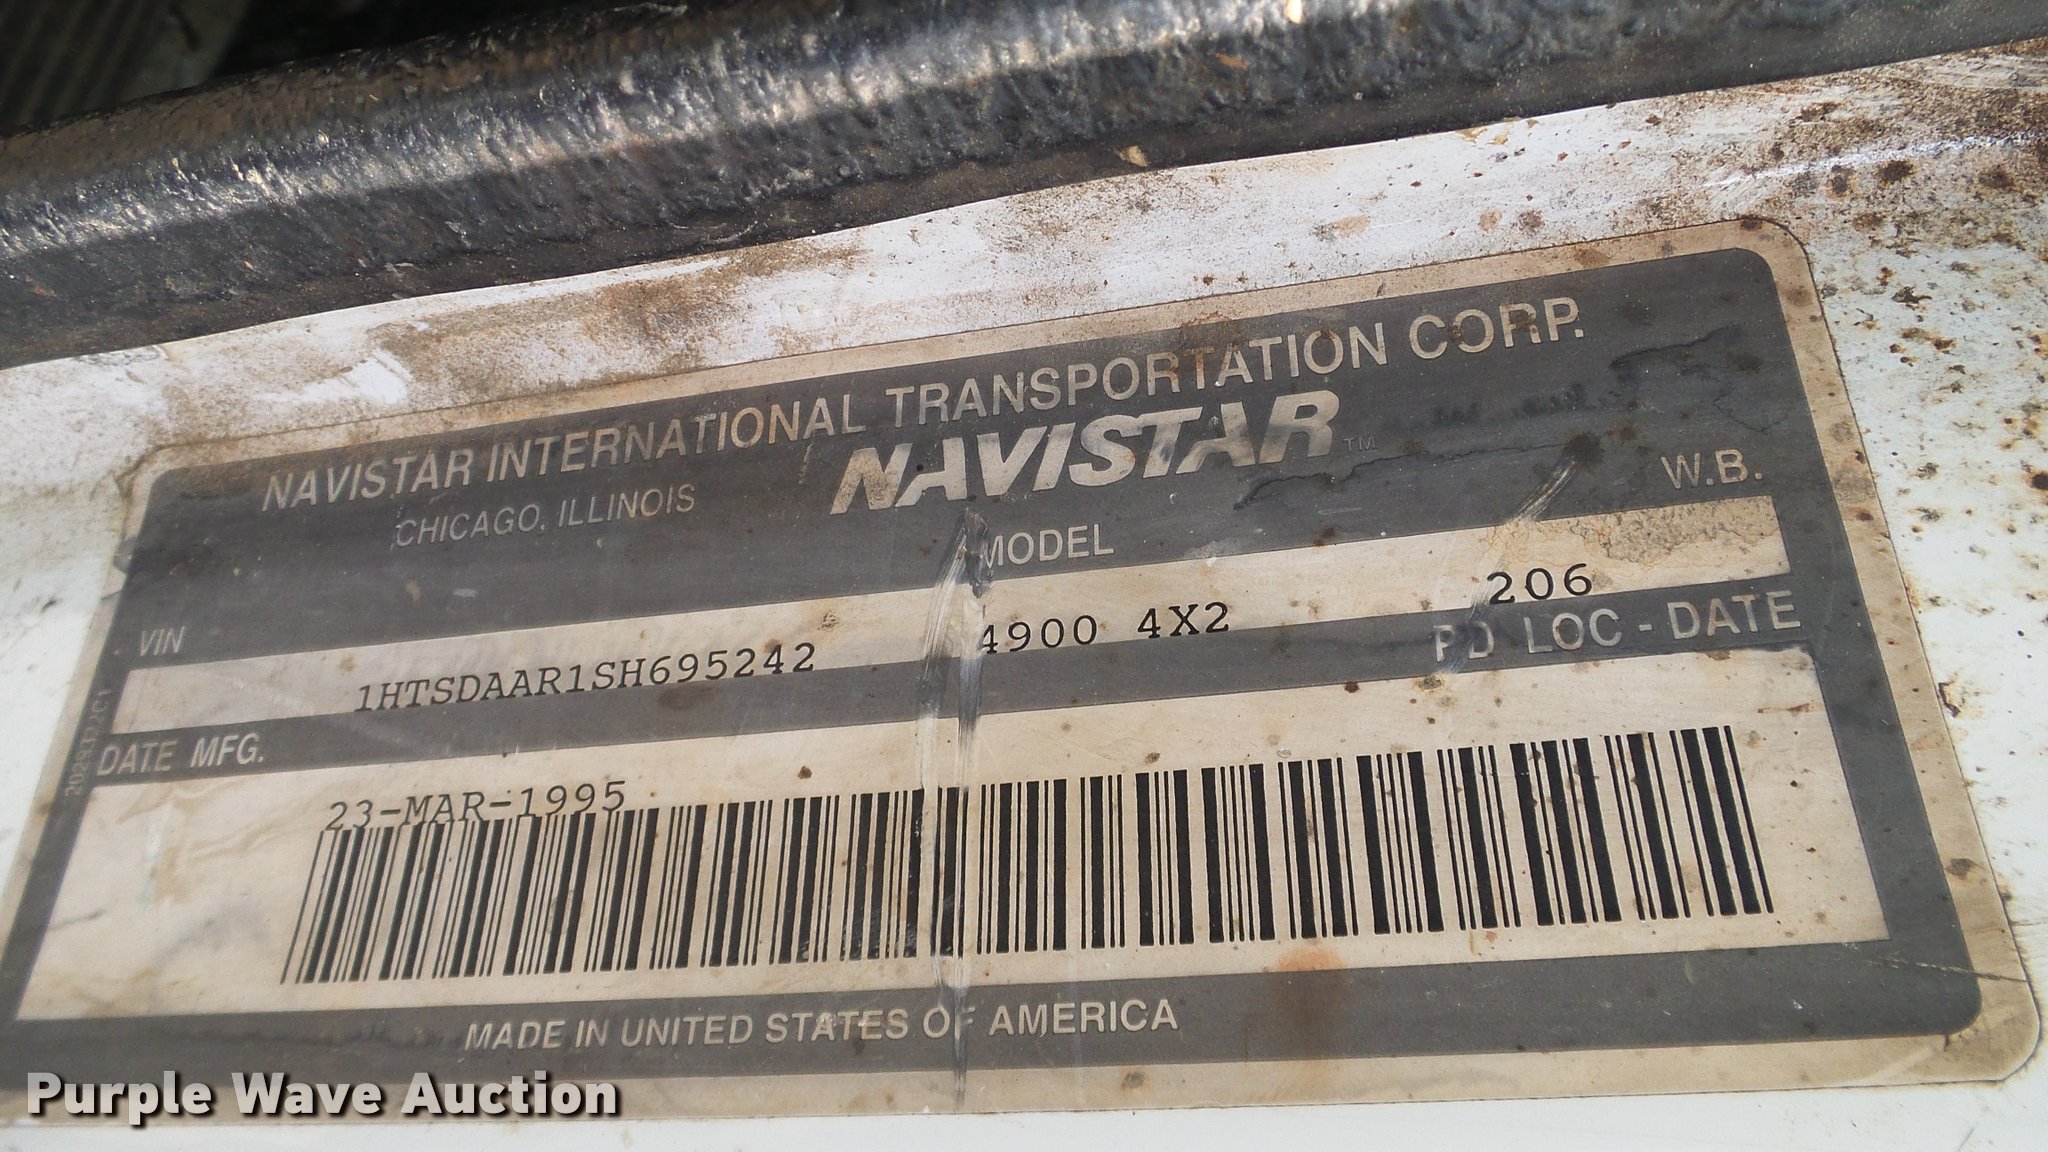 NAVISTAR INTERNATIONAL TRANSPORTATION CORP.
CHICAGO, ILLINOIS
NAVISTAR™
VIN
MODEL
W.B.
1HTSDAAR1SH695242
4900 4X2
206
DATE MFG.
PD LOC - DATE
23-MAR-1995
MADE IN UNITED STATES OF AMERICA
Purple Wave Auction